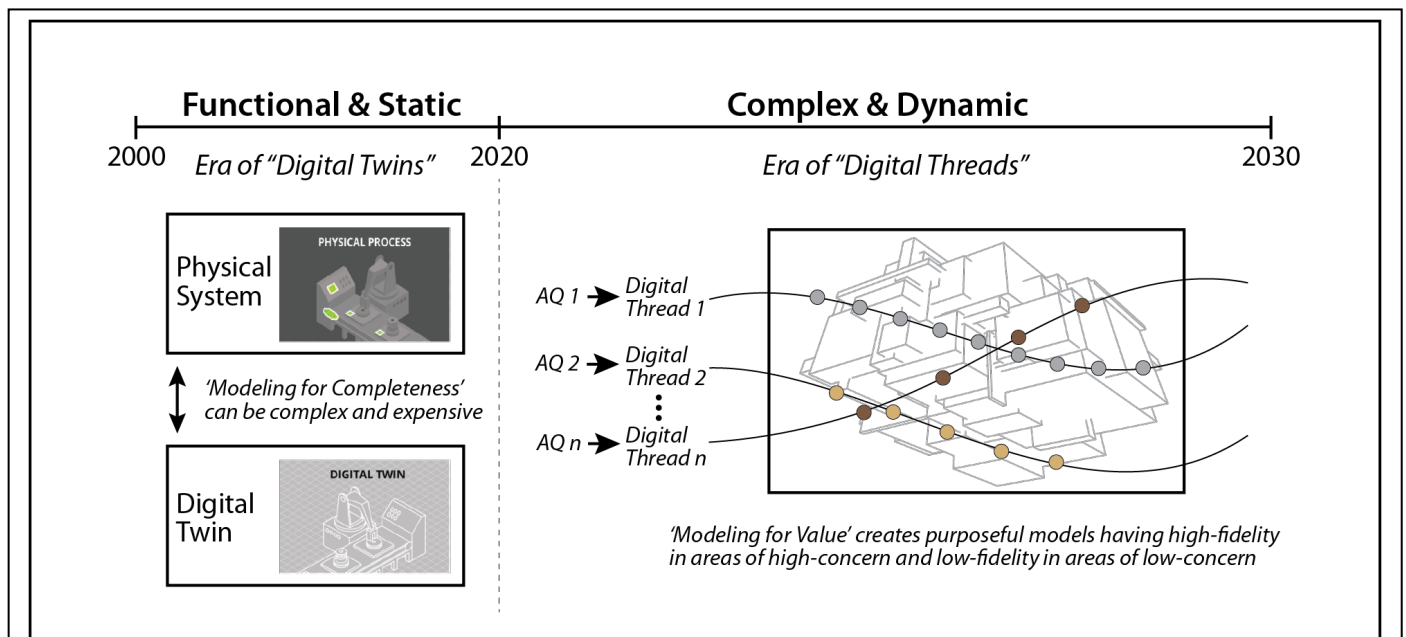 Functional & Static
Complex & Dynamic
2000
Era of “Digital Twins”
2020
Era of “Digital Threads”
2030
Physical
System
PHYSICAL PROCESS
‘Modeling for Completeness’
can be complex and expensive
Digital
Twin
DIGITAL TWIN
AQ 1
Digital
Thread 1
AQ 2
Digital
Thread 2
AQ n
Digital
Thread n
‘Modeling for Value’ creates purposeful models having high-fidelity
in areas of high-concern and low-fidelity in areas of low-concern